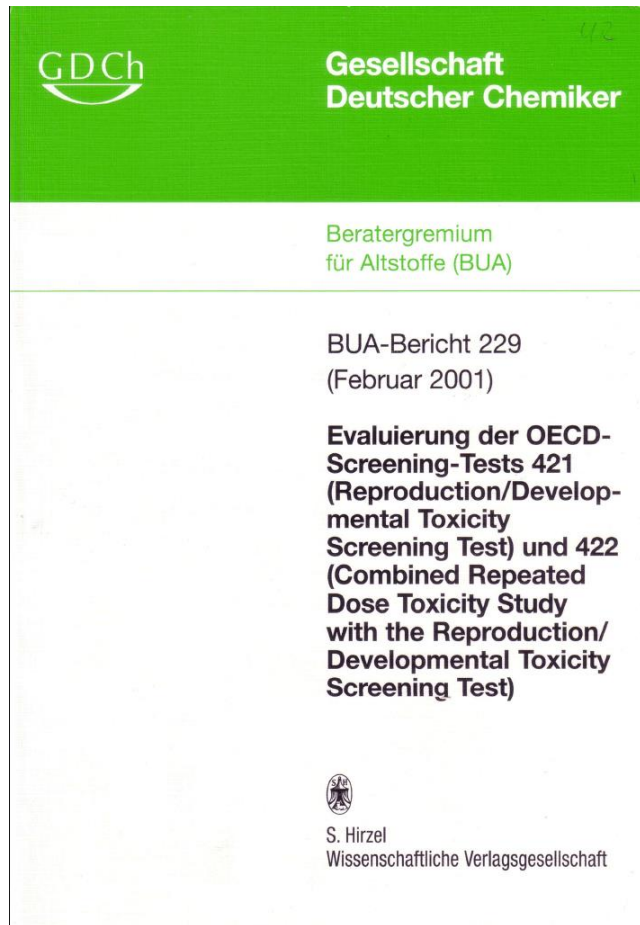 GDCh
Gesellschaft
Deutscher Chemiker
Beratergremium
für Altstoffe (BUA)
BUA-Bericht 229
(Februar 2001)
Evaluierung der OECD-
Screening-Tests 421
(Reproduction/Develop-
mental Toxicity
Screening Test) und 422
(Combined Repeated
Dose Toxicity Study
with the Reproduction/
Developmental Toxicity
Screening Test)
S. Hirzel
Wissenschaftliche Verlagsgesellschaft